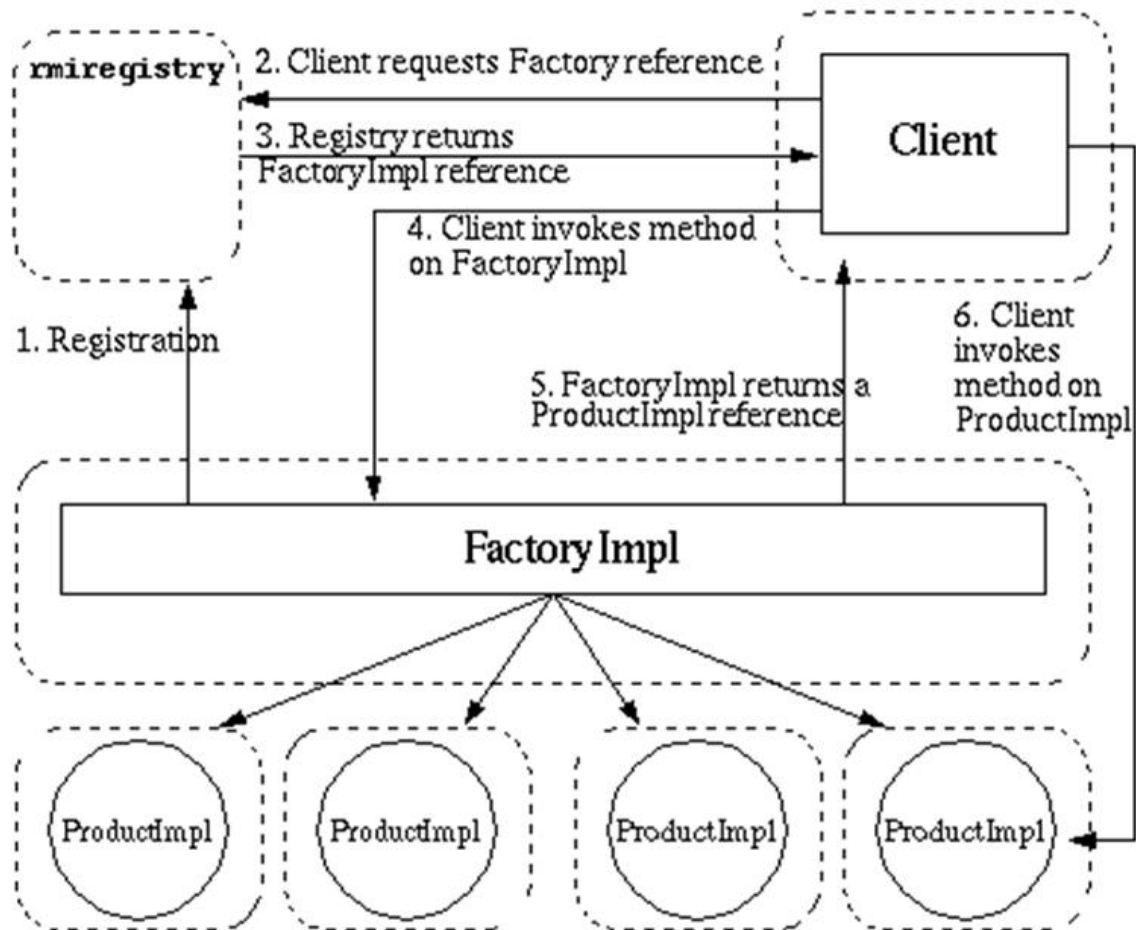 rmiregistry
2. Client requests Factory reference
3. Registry returns
FactoryImpl reference
Client
4. Client invokes method
on FactoryImpl
1. Registration
5. FactoryImpl returns a
ProductImpl reference
6. Client
invokes
method on
ProductImpl
FactoryImpl
ProductImpl
ProductImpl
ProductImpl
ProductImpl